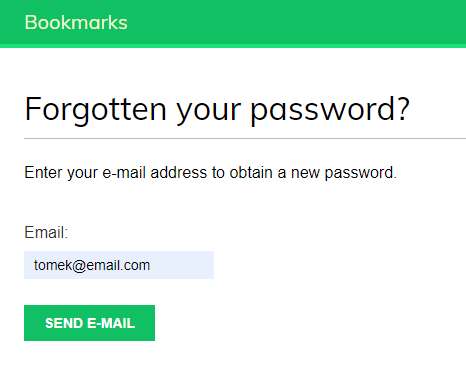 Bookmarks
Forgotten your password?
Enter your e-mail address to obtain a new password.
Email:
tomek@email.com
SEND E-MAIL